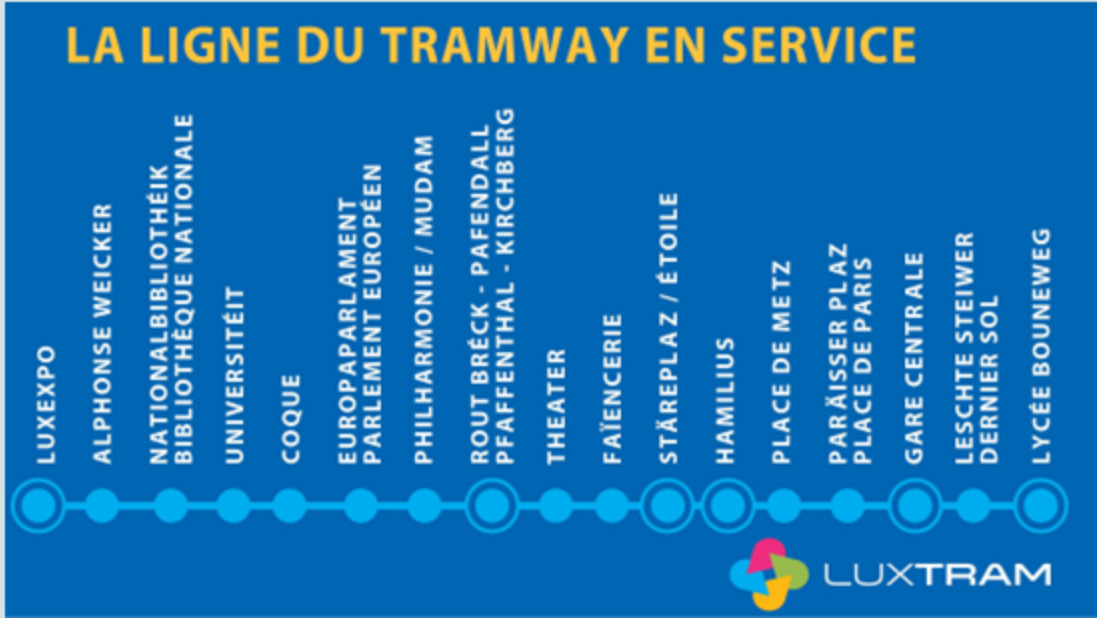 LA LIGNE DU TRAMWAY EN SERVICE
LUXEXPO
ALPHONSE WEICKER
NATIONALBIBLIOTHÉIK
BIBLIOTHÈQUE NATIONALE
UNIVERSITÉIT
COQUE
EUROPAPARLAMENT
PARLEMENT EUROPÉEN
PHILHARMONIE / MUDAM
ROUT BRÉCK - PAFENDALL
PFAFFENTHAL - KIRCHBERG
THEATER
FAÏENCERIE
STÄREPLAZ / ÉTOILE
HAMILIUS
PLACE DE METZ
PARÄISSER PLAZ
PLACE DE PARIS
GARE CENTRALE
LESCHTE STEIWER
DERNIER SOL
LYCÉE BOUNEWEG
LUXTRAM